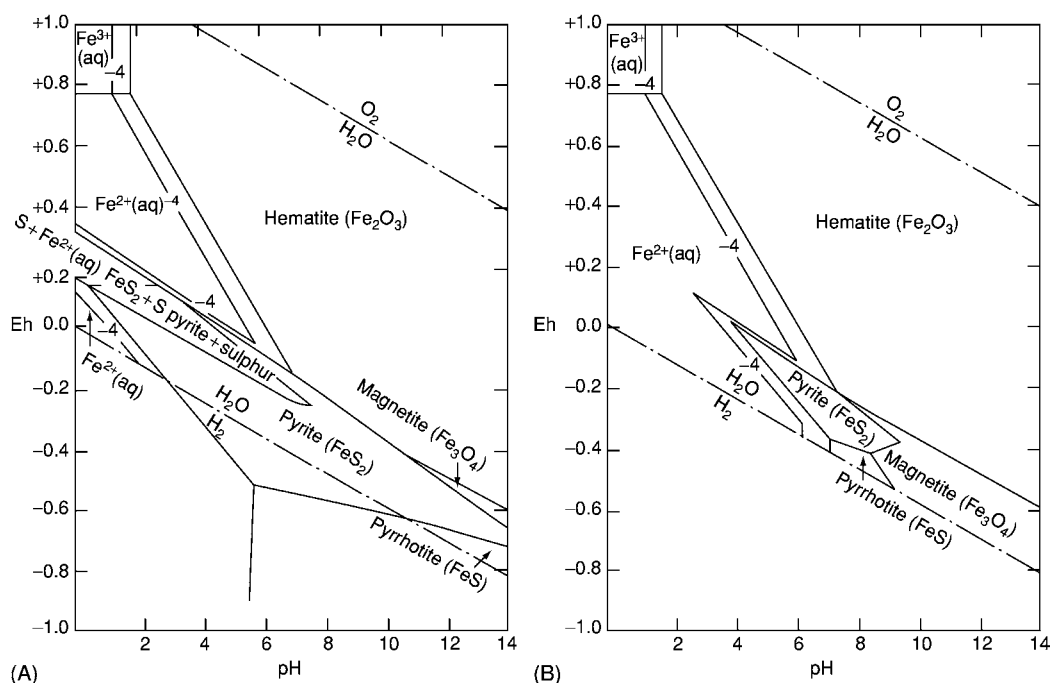 +1.0
+0.8
+0.6
+0.4
+0.2
Eh
0.0
−0.2
−0.4
−0.6
−0.8
−1.0
Fe³⁺
(aq)
−4
O₂
H₂O
Fe²⁺(aq)⁻⁴
Hematite (Fe₂O₃)
S + Fe²⁺(aq)
FeS₂ + S pyrite + sulphur
−4
−4
Fe²⁺(aq)
H₂O
H₂
Pyrite (FeS₂)
Magnetite (Fe₃O₄)
Pyrrhotite (FeS)
2
4
6
8
10
12
14
(A)
pH
+1.0
+0.8
+0.6
+0.4
+0.2
Eh
0.0
−0.2
−0.4
−0.6
−0.8
−1.0
Fe³⁺
(aq)
−4
O₂
H₂O
Hematite (Fe₂O₃)
Fe²⁺(aq)
−4
−4
H₂O
H₂
Pyrite (FeS₂)
Magnetite (Fe₃O₄)
Pyrrhotite (FeS)
2
4
6
8
10
12
14
(B)
pH